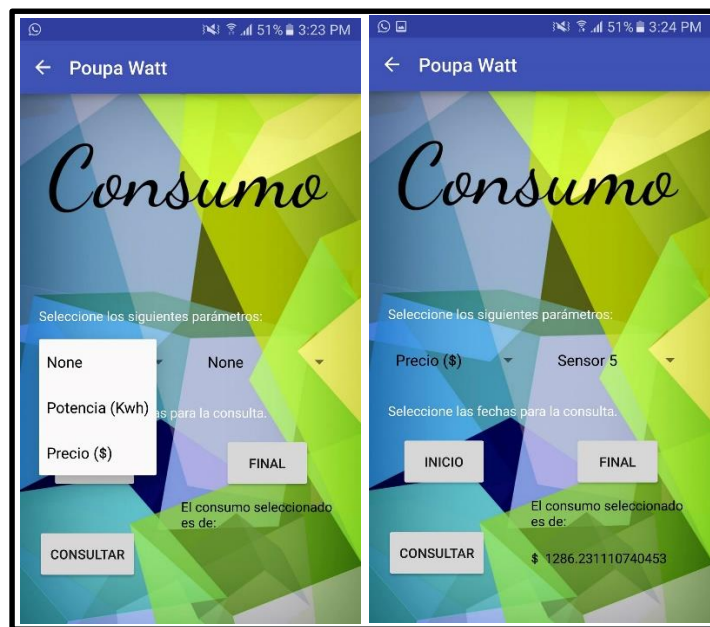 51% 3:23 PM
Poupa Watt
Consumo
Seleccione los siguientes parámetros:
None
Potencia (Kwh)
Precio ($)
None
as para la consulta.
FINAL
El consumo seleccionado
es de:
CONSULTAR
51% 3:24 PM
Poupa Watt
Consumo
Seleccione los siguientes parámetros:
Precio ($) Sensor 5
Seleccione las fechas para la consulta.
INICIO FINAL
El consumo seleccionado
es de:
CONSULTAR
$ 1286.231110740453